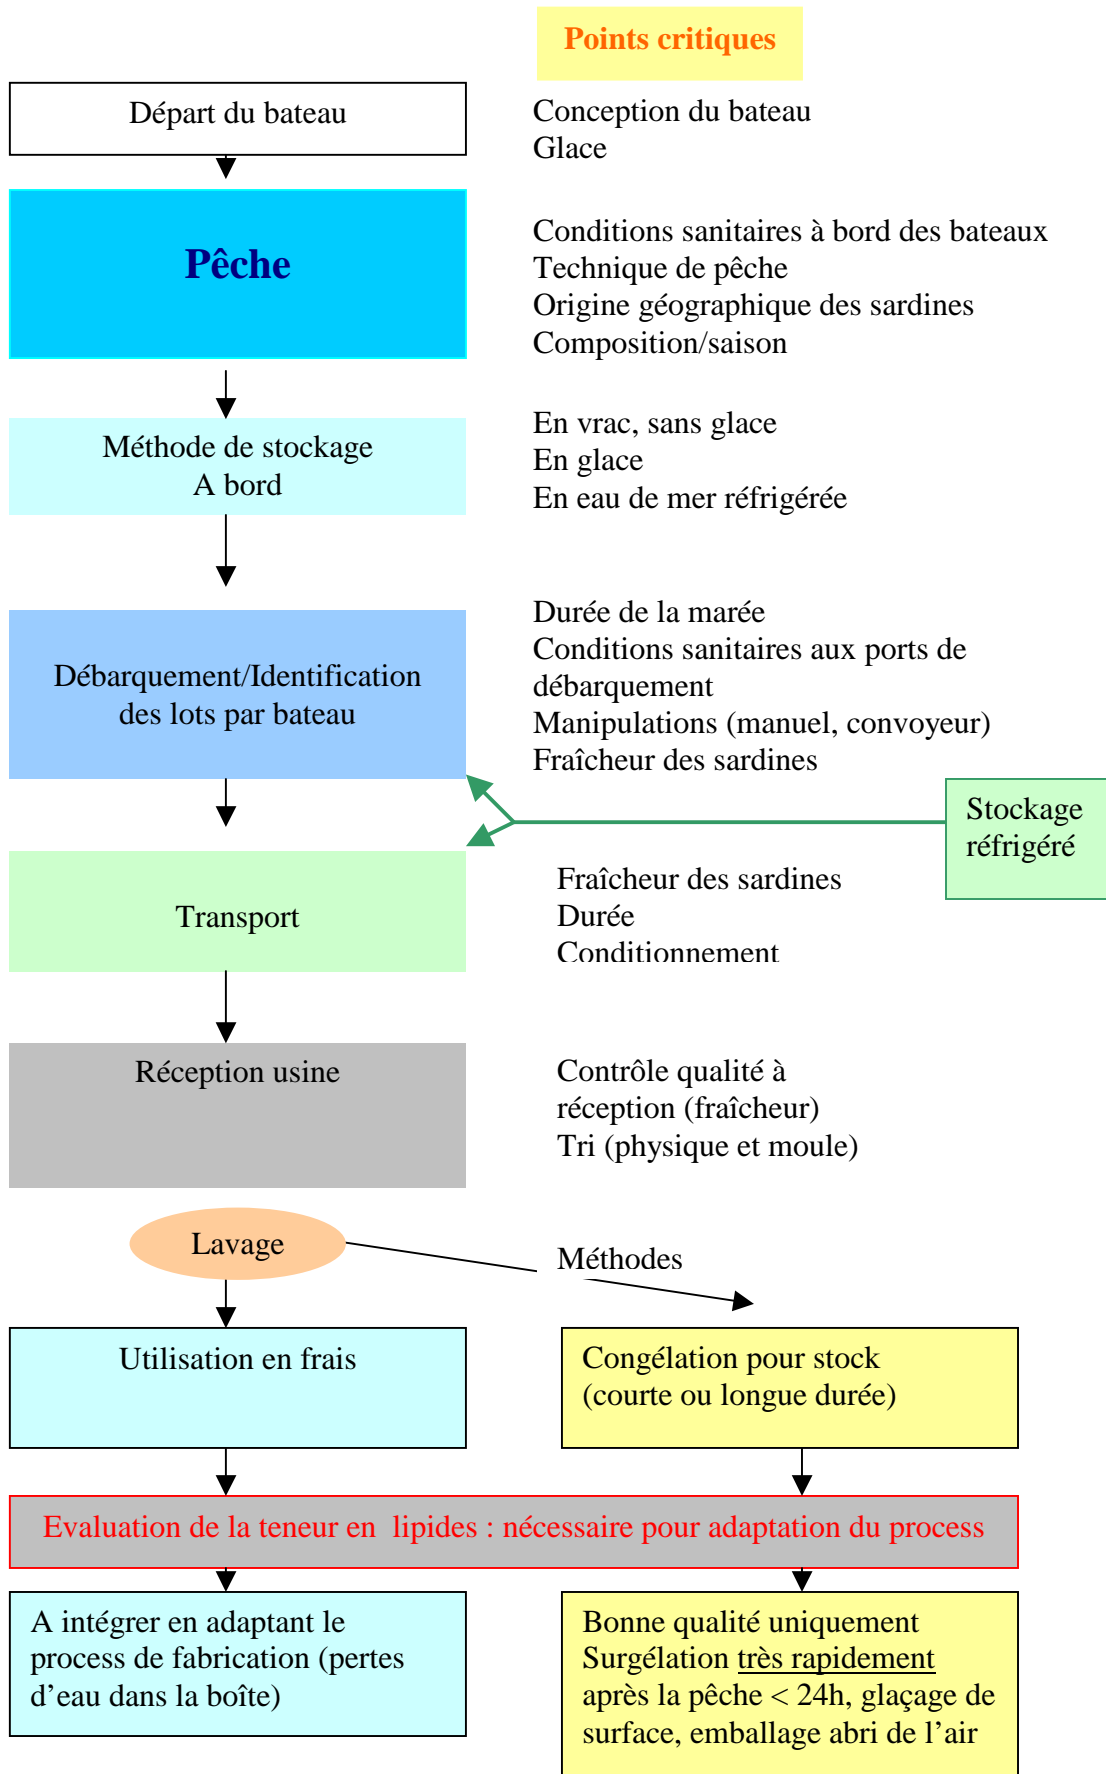 Points critiques
Départ du bateau
Conception du bateau
Glace
Pêche
Conditions sanitaires à bord des bateaux
Technique de pêche
Origine géographique des sardines
Composition/saison
Méthode de stockage
A bord
En vrac, sans glace
En glace
En eau de mer réfrigérée
Débarquement/Identification
des lots par bateau
Durée de la marée
Conditions sanitaires aux ports de
débarquement
Manipulations (manuel, convoyeur)
Fraîcheur des sardines
Stockage
réfrigéré
Transport
Fraîcheur des sardines
Durée
Conditionnement
Réception usine
Contrôle qualité à
réception (fraîcheur)
Tri (physique et moule)
Lavage
Méthodes
Utilisation en frais
Congélation pour stock
(courte ou longue durée)
Evaluation de la teneur en lipides : nécessaire pour adaptation du process
A intégrer en adaptant le
process de fabrication (pertes
d’eau dans la boîte)
Bonne qualité uniquement
Surgélation très rapidement
après la pêche < 24h, glaçage de
surface, emballage abri de l’air